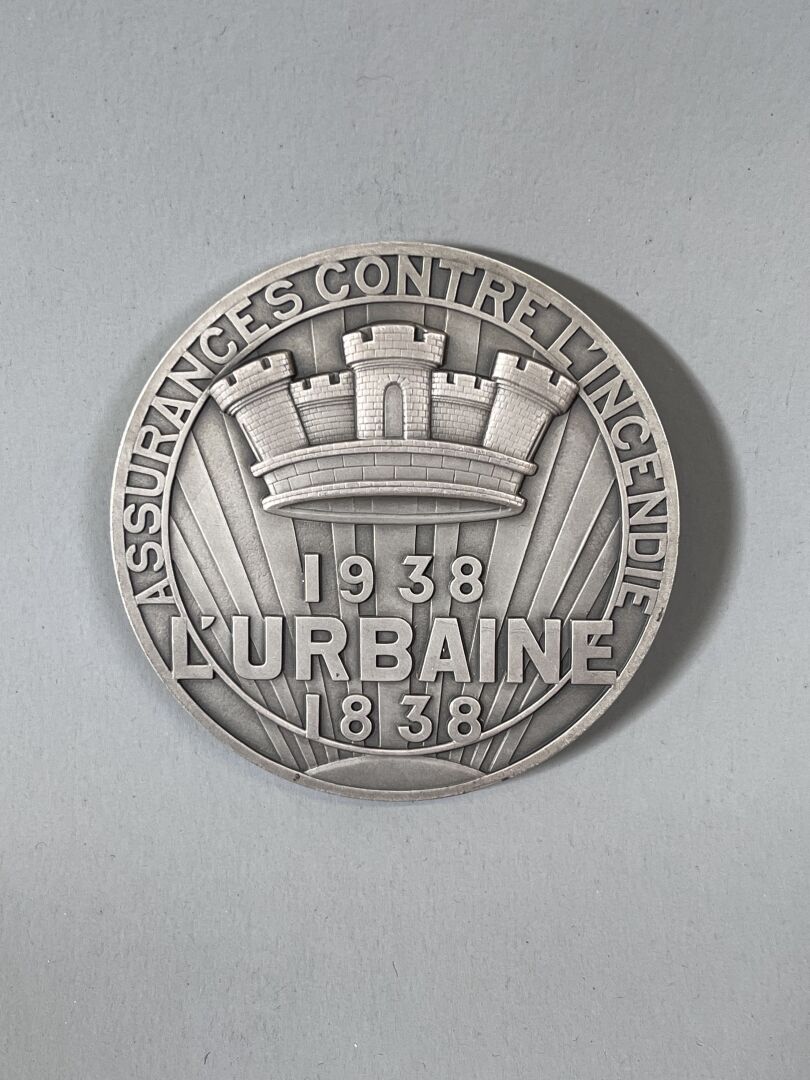 ASSURANCES CONTRE L'INCENDIE
1938
L'URBAINE
1838